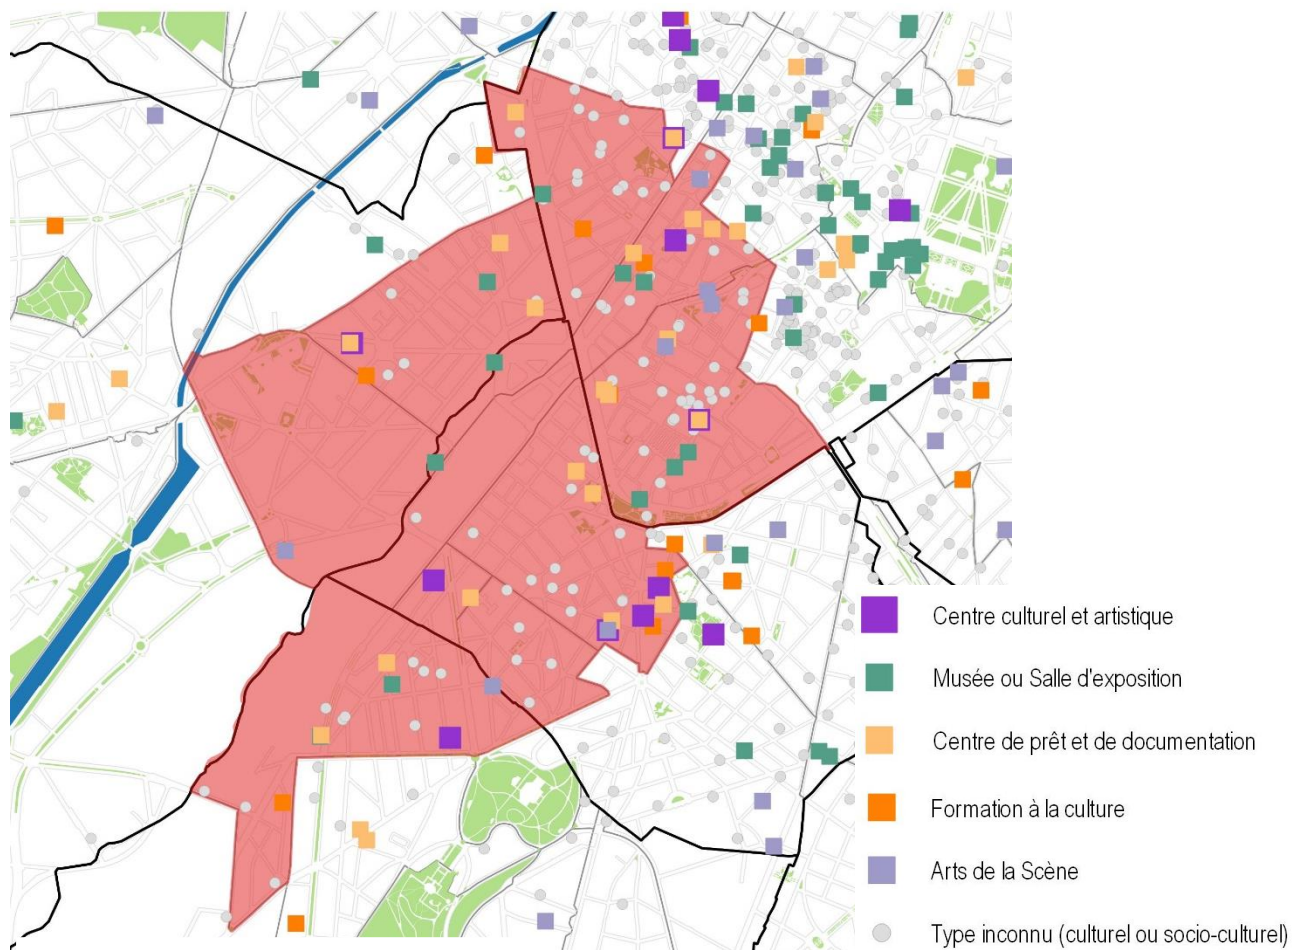 Centre culturel et artistique
Musée ou Salle d'exposition
Centre de prêt et de documentation
Formation à la culture
Arts de la Scène
Type inconnu (culturel ou socio-culturel)